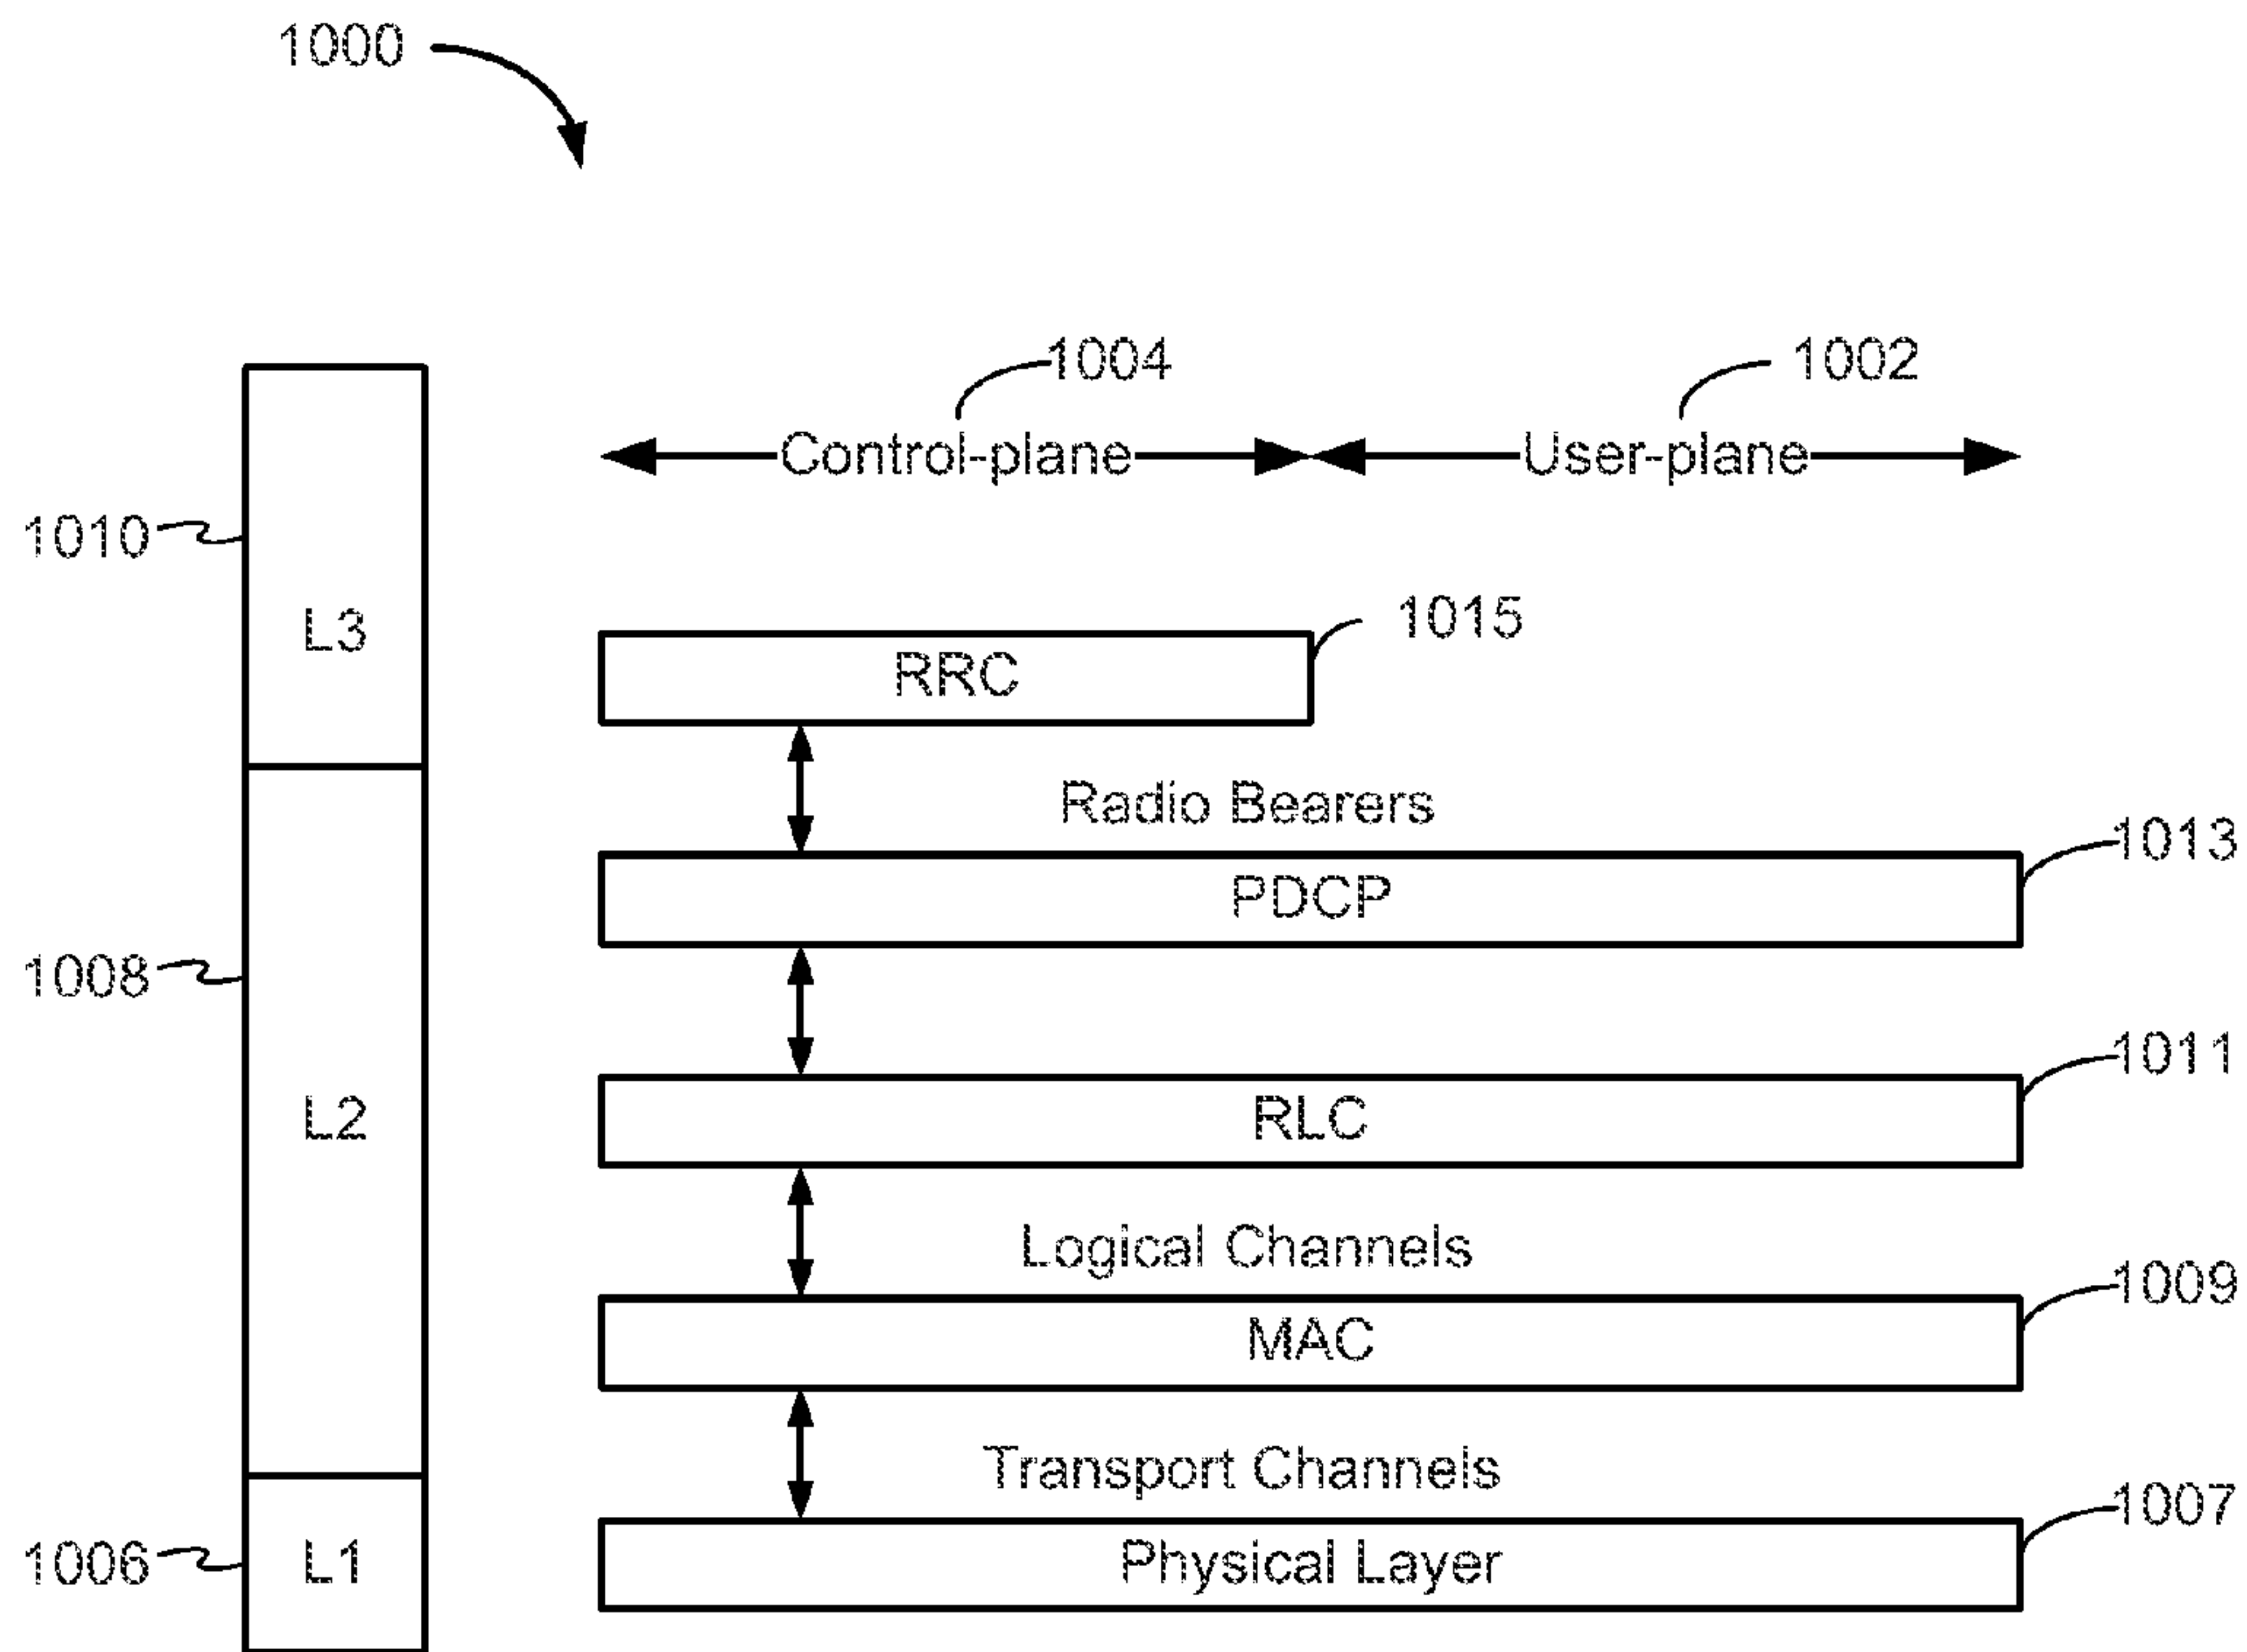 1000
1004
1002
Control-plane
User-plane
1010
L3
1015
RRC
Radio Bearers
1013
PDCP
1008
L2
1011
RLC
Logical Channels
1009
MAC
Transport Channels
1007
1006
L1
Physical Layer